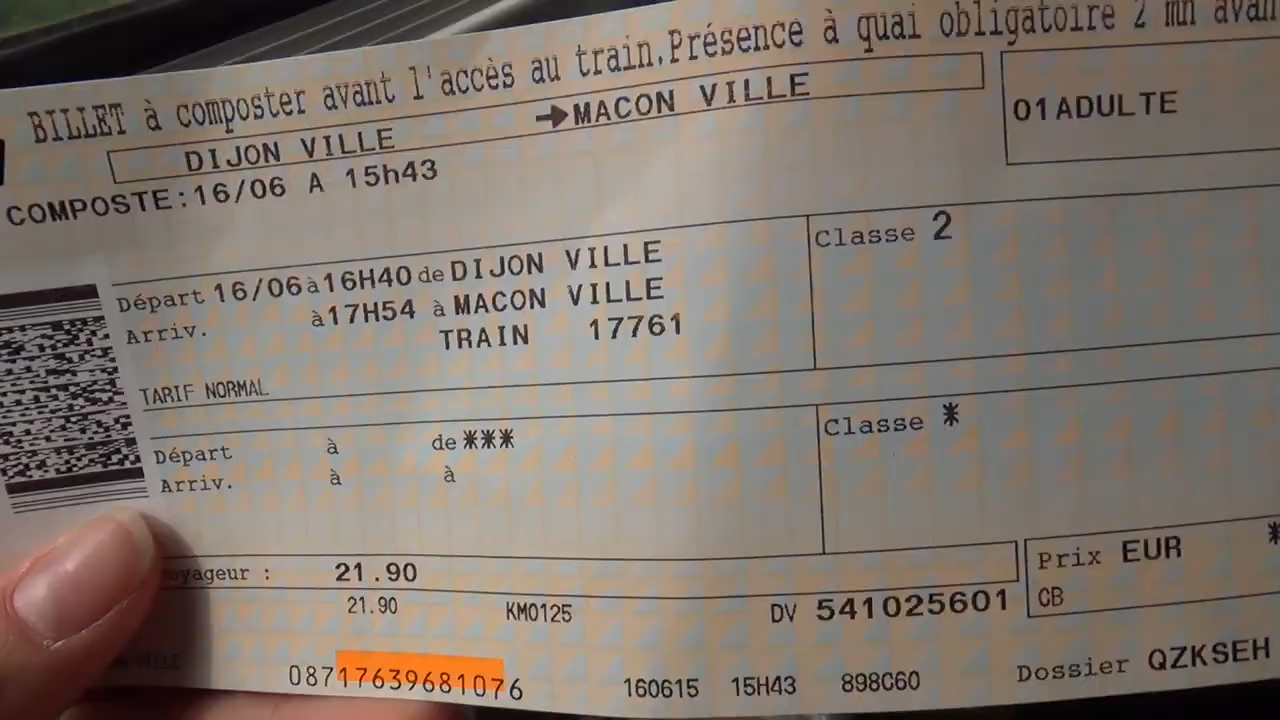 BILLET à composter avant l'accès au train.Présence à quai obligatoire 2 mn avan
DIJON VILLE → MACON VILLE
01ADULTE
COMPOSTE:16/06 A 15h43
Départ 16/06 à 16H40 de DIJON VILLE
Classe 2
Arriv. à 17H54 à MACON VILLE
TRAIN 17761
TARIF NORMAL
Départ à de ***
Classe *
Arriv. à à
yageur : 21.90
Prix EUR *
21.90 KM0125 DV 541025601
CB
08717639681076 160615 15H43 898C60 Dossier QZKSEH